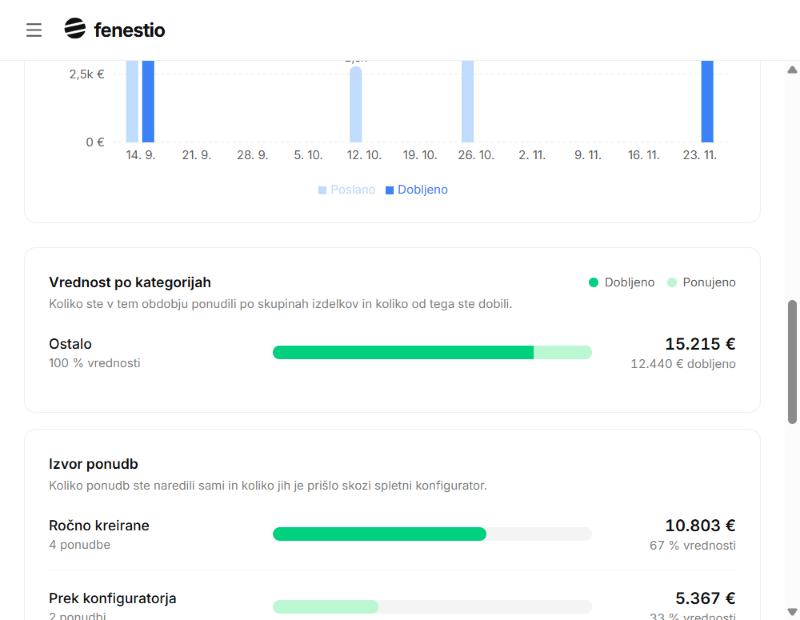 fenestio
2,5k €
0 €
14. 9. 21. 9. 28. 9. 5. 10. 12. 10. 19. 10. 26. 10. 2. 11. 9. 11. 16. 11. 23. 11.
Poslano Dobljeno
Vrednost po kategorijah
Dobljeno Ponujeno
Koliko ste v tem obdobju ponudili po skupinah izdelkov in koliko od tega ste dobili.
Ostalo
15.215 €
100 % vrednosti
12.440 € dobljeno
Izvor ponudb
Koliko ponudb ste naredili sami in koliko jih je prišlo skozi spletni konfigurator.
Ročno kreirane
10.803 €
4 ponudbe
67 % vrednosti
Prek konfiguratorja
5.367 €
2 ponudbi
33 % vrednosti